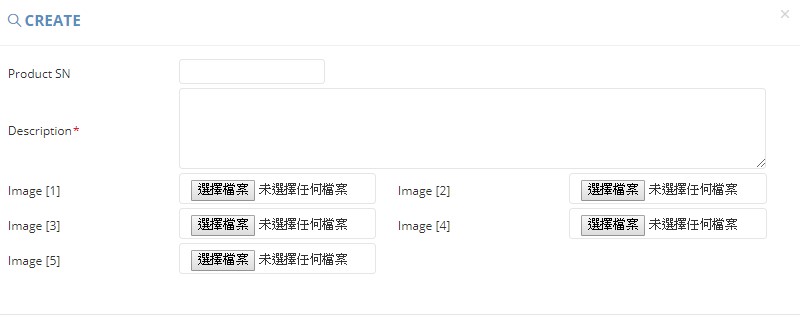 CREATE
Product SN
Description*
Image [1] 選擇檔案 未選擇任何檔案 Image [2] 選擇檔案 未選擇任何檔案
Image [3] 選擇檔案 未選擇任何檔案 Image [4] 選擇檔案 未選擇任何檔案
Image [5] 選擇檔案 未選擇任何檔案